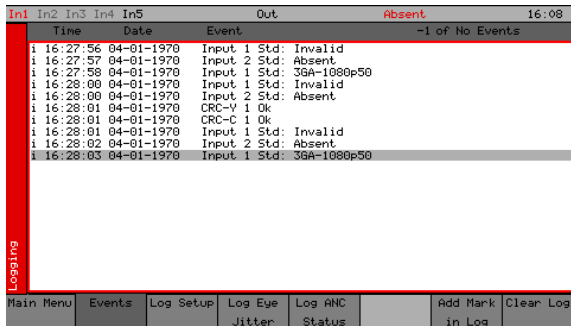 In1 In2 In3 In4 In5 Out Absent 16:08
Time Date Event -1 of No Events
i 16:27:56 04-01-1970 Input 1 Std: Invalid
i 16:27:57 04-01-1970 Input 2 Std: Absent
i 16:27:58 04-01-1970 Input 1 Std: 3GA-1080p50
i 16:28:00 04-01-1970 Input 1 Std: Invalid
i 16:28:00 04-01-1970 Input 2 Std: Absent
i 16:28:01 04-01-1970 CRC-Y 1 Ok
i 16:28:01 04-01-1970 CRC-C 1 Ok
i 16:28:01 04-01-1970 Input 1 Std: Invalid
i 16:28:02 04-01-1970 Input 2 Std: Absent
i 16:28:03 04-01-1970 Input 1 Std: 3GA-1080p50
Logging
Main Menu Events Log Setup Log Eye Log ANC Add Mark Clear Log
Jitter Status in Log